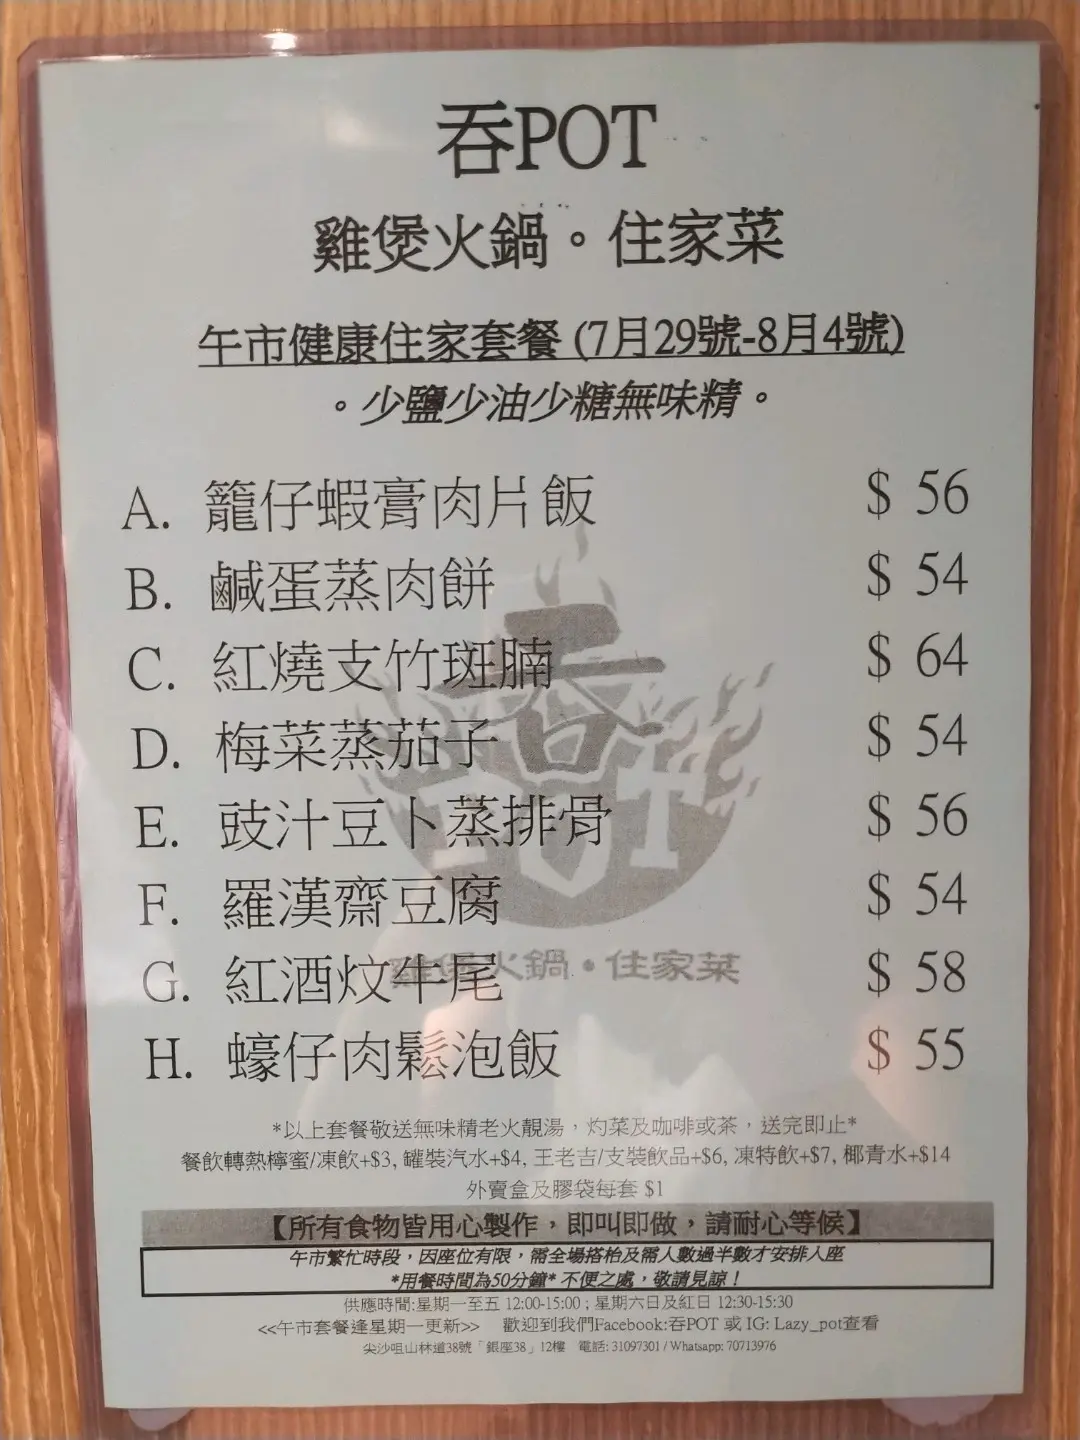 吞POT
雞煲火鍋。住家菜
午市健康住家套餐 (7月29號-8月4號)
。少鹽少油少糖無味精。
A. 籠仔蝦膏肉片飯 $ 56
B. 鹹蛋蒸肉餅 $ 54
C. 紅燒支竹斑腩 $ 64
D. 梅菜蒸茄子 $ 54
E. 豉汁豆卜蒸排骨 $ 56
F. 羅漢齋豆腐 $ 54
G. 紅酒炆牛尾 $ 58
H. 蠔仔肉鬆泡飯 $ 55
吞POT
雞煲火鍋•住家菜
*以上套餐敬送無味精老火靚湯，灼菜及咖啡或茶，送完即止*
餐飲轉熱檸蜜/凍飲+$3, 罐裝汽水+$4, 王老吉/支裝飲品+$6, 凍特飲+$7, 椰青水+$14
外賣盒及膠袋每套 $1
【所有食物皆用心製作，即叫即做，請耐心等候】
午市繁忙時段，因座位有限，需全場搭枱及需人數過半數才安排入座
*用餐時間為50分鐘* 不便之處，敬請見諒！
供應時間:星期一至五 12:00-15:00 ; 星期六日及紅日 12:30-15:30
<<午市套餐逢星期一更新>> 歡迎到我們Facebook:吞POT 或 IG: Lazy_pot查看
尖沙咀山林道38號「銀座38」12樓 電話: 31097301 / Whatsapp: 70713976